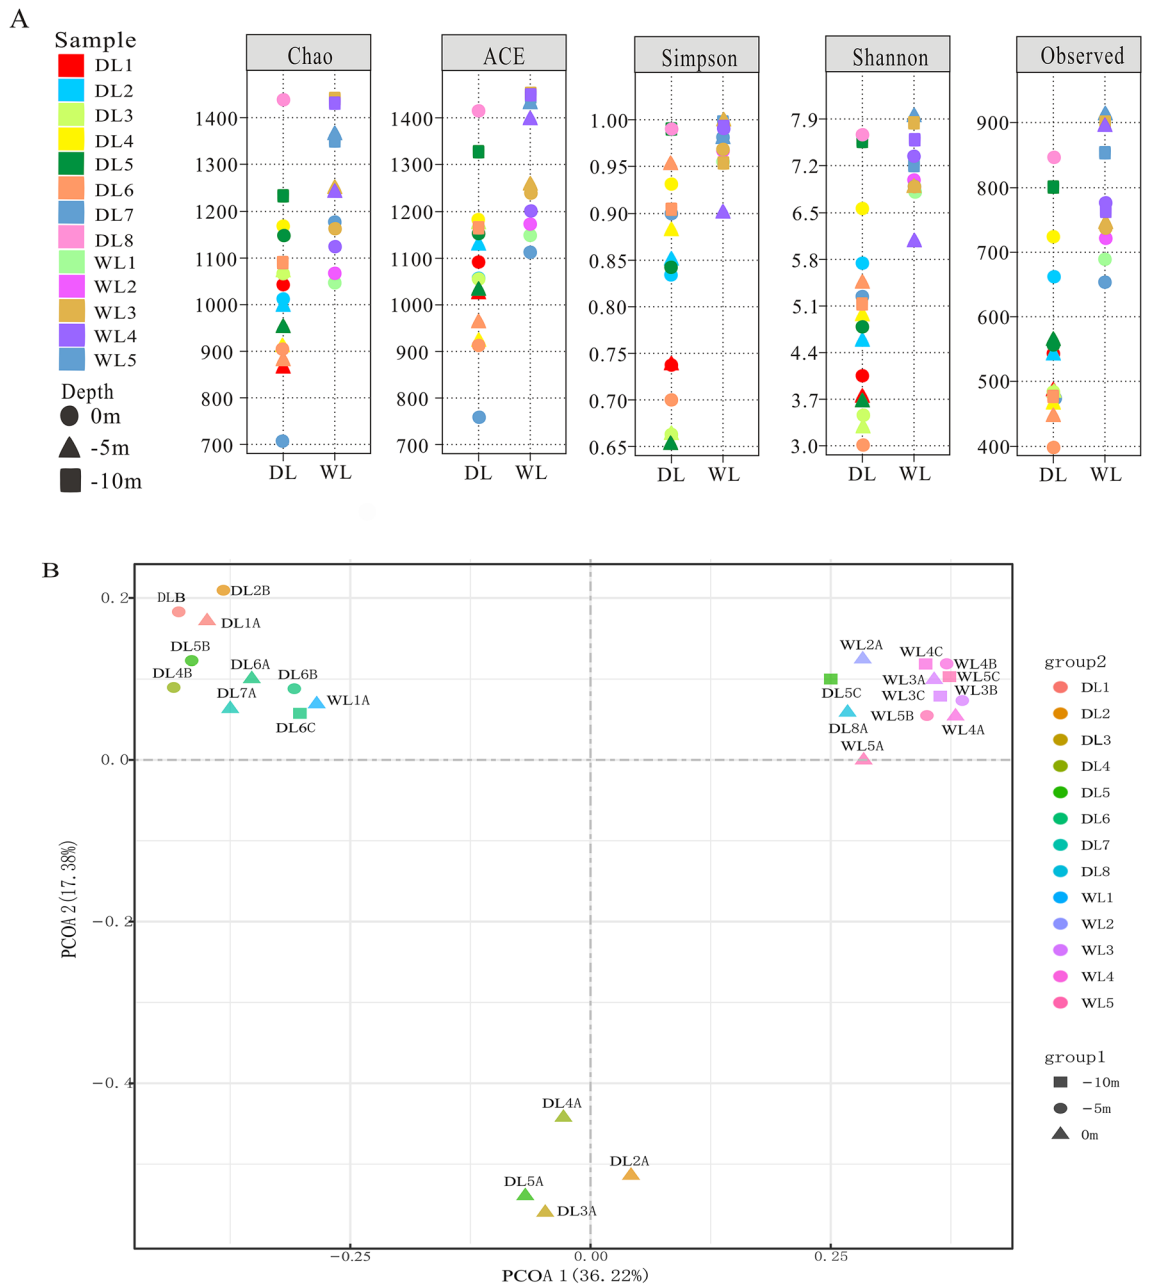 A
Sample
DL1
DL2
DL3
DL4
DL5
DL6
DL7
DL8
WL1
WL2
WL3
WL4
WL5
Depth
0m
-5m
-10m
Chao
1400
1300
1200
1100
1000
900
800
700
DL WL
ACE
1400
1300
1200
1100
1000
900
800
700
DL WL
Simpson
1.00
0.95
0.90
0.85
0.80
0.75
0.70
0.65
DL WL
Shannon
7.9
7.2
6.5
5.8
5.1
4.4
3.7
3.0
DL WL
Observed
900
800
700
600
500
400
DL WL
B
0.2
0.0
-0.2
-0.4
PCOA 2 (17.38%)
DLB
DL2B
DL1A
DL5B
DL4B
DL6A
DL7A
DL6B
WL1A
DL6C
WL2A
WL4C
WL4B
WL3A
WL5C
DL5C
WL3C
WL3B
DL8A
WL5B
WL4A
WL5A
DL4A
DL2A
DL5A
DL3A
-0.25
0.00
0.25
PCOA 1 (36.22%)
group2
DL1
DL2
DL3
DL4
DL5
DL6
DL7
DL8
WL1
WL2
WL3
WL4
WL5
group1
-10m
-5m
0m